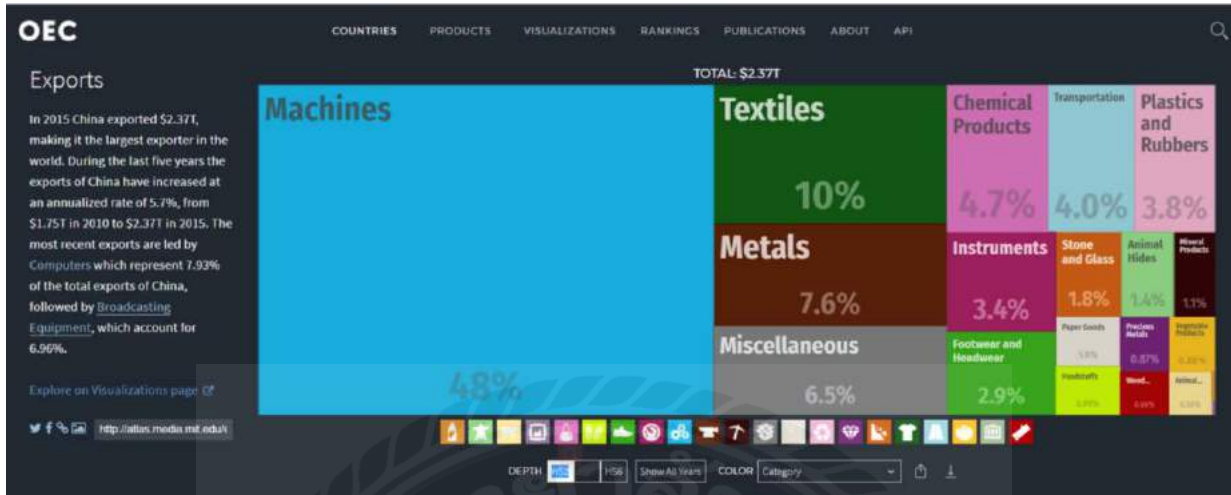 OEC
COUNTRIES PRODUCTS VISUALIZATIONS RANKINGS PUBLICATIONS ABOUT API
Exports
In 2015 China exported $2.37T,
making it the largest exporter in the
world. During the last five years the
exports of China have increased at
an annualized rate of 5.7%, from
$1.75T in 2010 to $2.37T in 2015. The
most recent exports are led by
Computers which represent 7.93%
of the total exports of China,
followed by Broadcasting
Equipment, which account for
6.96%.
Explore on Visualizations page
http://atlas.media.mit.edu/
TOTAL: $2.37T
Machines
48%
Textiles
10%
Metals
7.6%
Miscellaneous
6.5%
Chemical
Products
4.7%
Transportation
4.0%
Plastics
and
Rubbers
3.8%
Instruments
3.4%
Stone
and Glass
1.8%
Animal
Hides
1.4%
Mineral
Products
1.1%
Footwear and
Headwear
2.9%
Paper Goods
Precious
Metals
0.87%
Vegetable
Products
Foodstuffs
Wood...
Animal...
DEPTH HS6 Show All Years COLOR Category